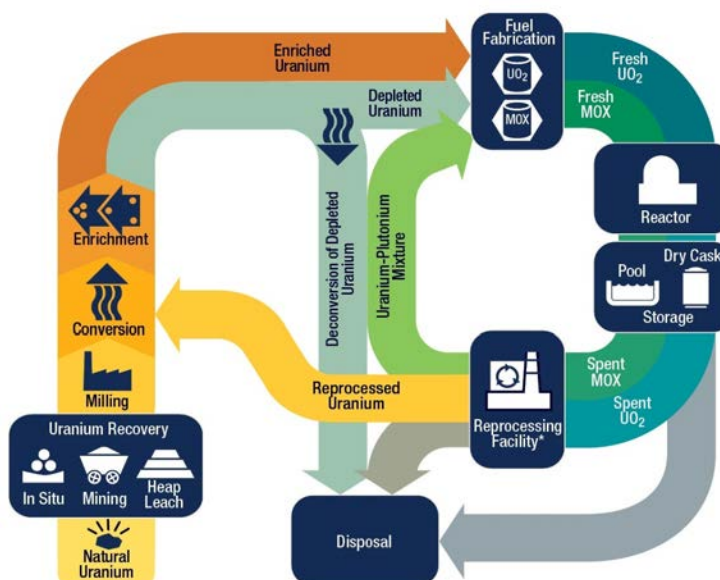 Enriched
Uranium
Depleted
Uranium
Fuel
Fabrication
UO₂
MOX
Fresh
UO₂
Fresh
MOX
Reactor
Dry Cask
Pool
Storage
Enrichment
Conversion
Milling
Uranium Recovery
In Situ
Mining
Heap
Leach
Natural
Uranium
Deconversion of Depleted
Uranium
Uranium-Plutonium
Mixture
Reprocessed
Uranium
Reprocessing
Facility*
Spent
MOX
Spent
UO₂
Disposal